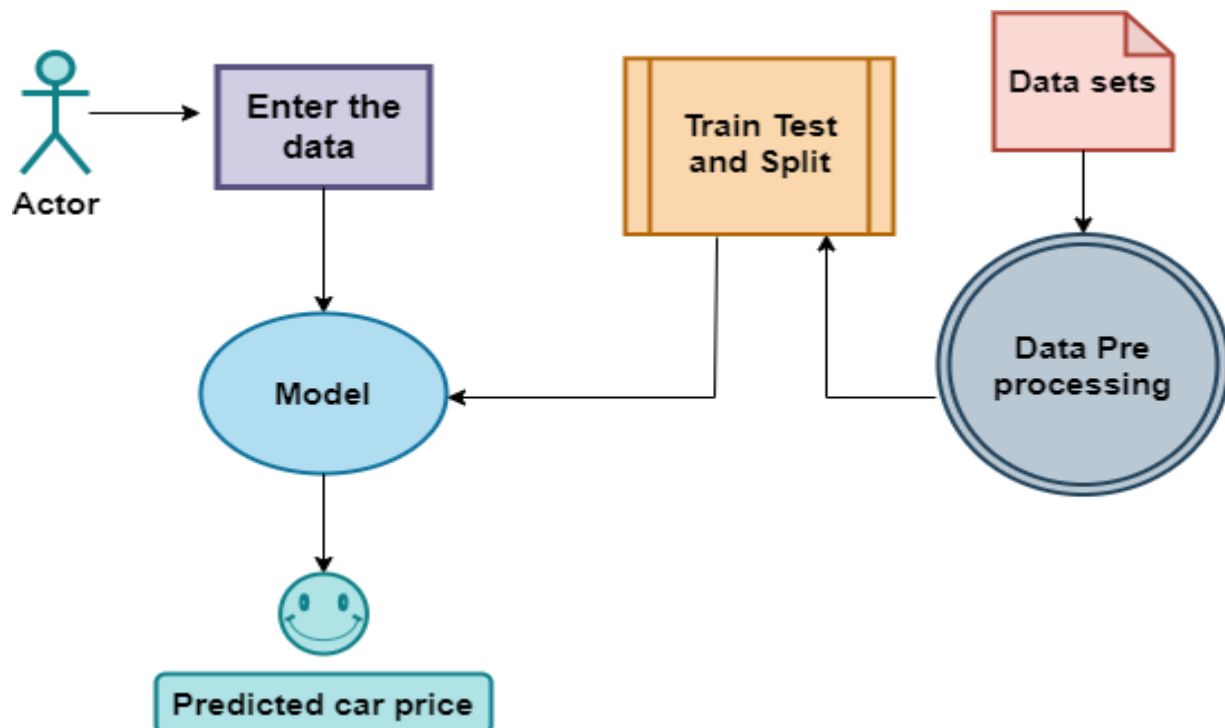 Actor
Enter the
data
Train Test
and Split
Data sets
Data Pre
processing
Model
Predicted car price